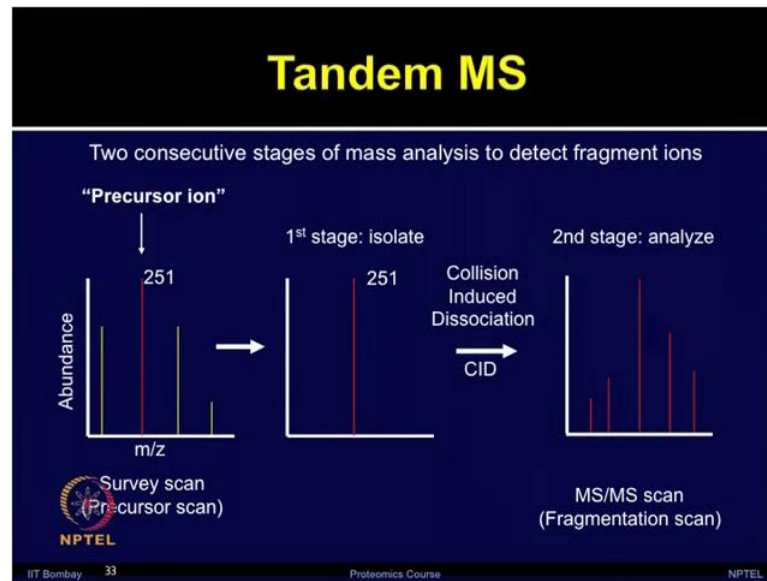 Tandem MS
Two consecutive stages of mass analysis to detect fragment ions
“Precursor ion”
251
Abundance
m/z
Survey scan
(Precursor scan)
1st stage: isolate
251
Collision
Induced
Dissociation
CID
2nd stage: analyze
MS/MS scan
(Fragmentation scan)
NPTEL
IIT Bombay
33
Proteomics Course
NPTEL